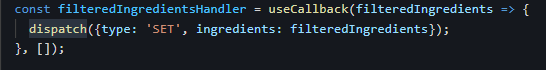 const filteredIngredientsHandler = useCallback(filteredIngredients => {
  dispatch({type: 'SET', ingredients: filteredIngredients});
}, []);